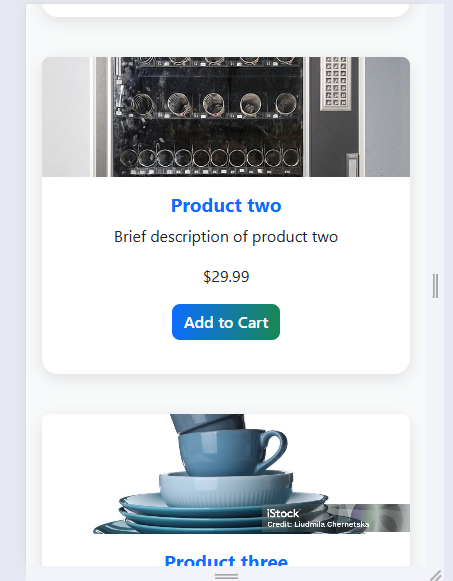 Product two
Brief description of product two
$29.99
Add to Cart
iStock
Credit: Liudmila Chernetska
Product three